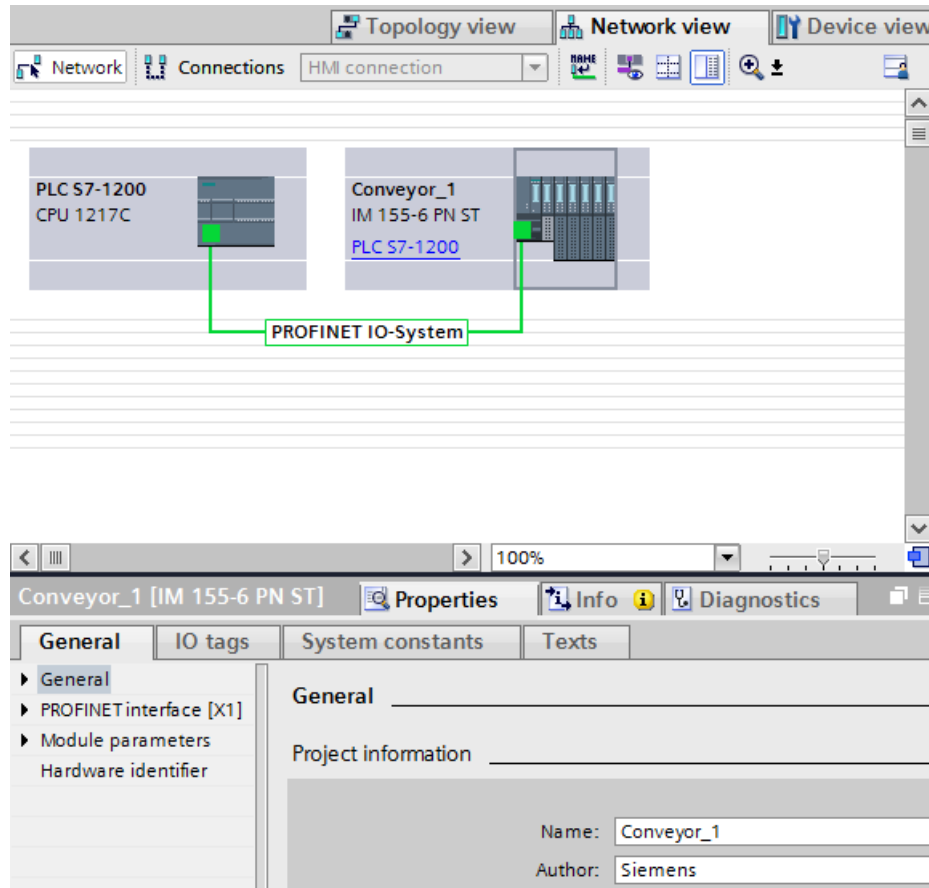 Topology view
Network view
Device view
Network
Connections
HMI connection
NAME
PLC S7-1200
CPU 1217C
Conveyor_1
IM 155-6 PN ST
PLC S7-1200
PROFINET IO-System
100%
Conveyor_1 [IM 155-6 PN ST]
Properties
Info
Diagnostics
General
IO tags
System constants
Texts
General
PROFINET interface [X1]
Module parameters
Hardware identifier
General
Project information
Name: Conveyor_1
Author: Siemens